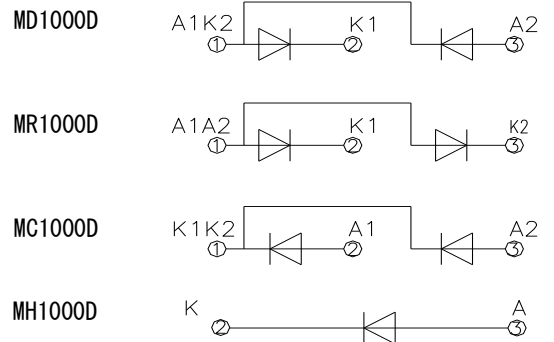 MD1000D A1K2 K1 A2
1 2 3
MR1000D A1A2 K1 K2
1 2 3
MC1000D K1K2 A1 A2
1 2 3
MH1000D K A
2 3